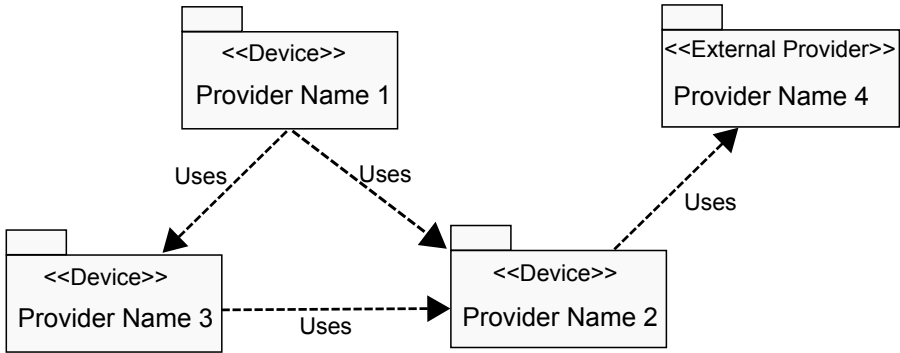 <<Device>>
Provider Name 1
<<External Provider>>
Provider Name 4
Uses
Uses
Uses
<<Device>>
Provider Name 3
Uses
<<Device>>
Provider Name 2